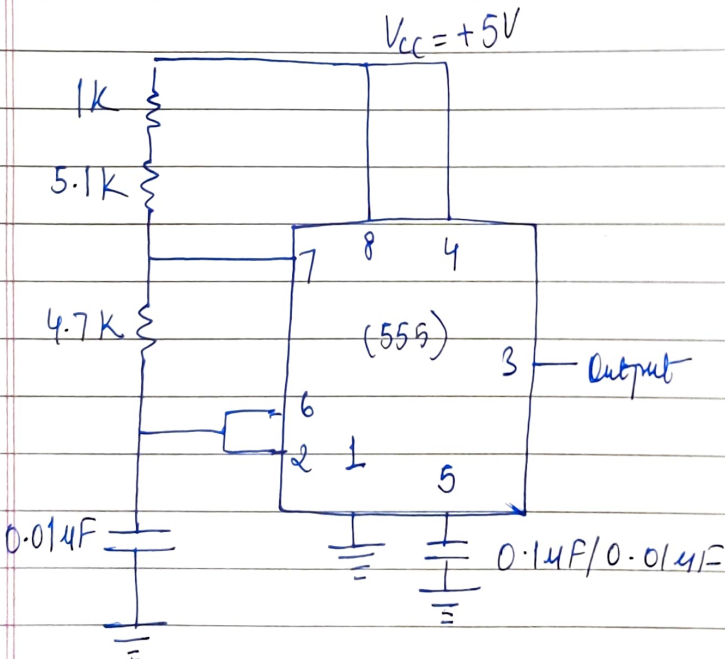 Vcc = +5V
1K
5.1K
8 4
7
4.7K
(555)
3 Output
6
2 1
5
0.01μF
0.1μF/0.01μF